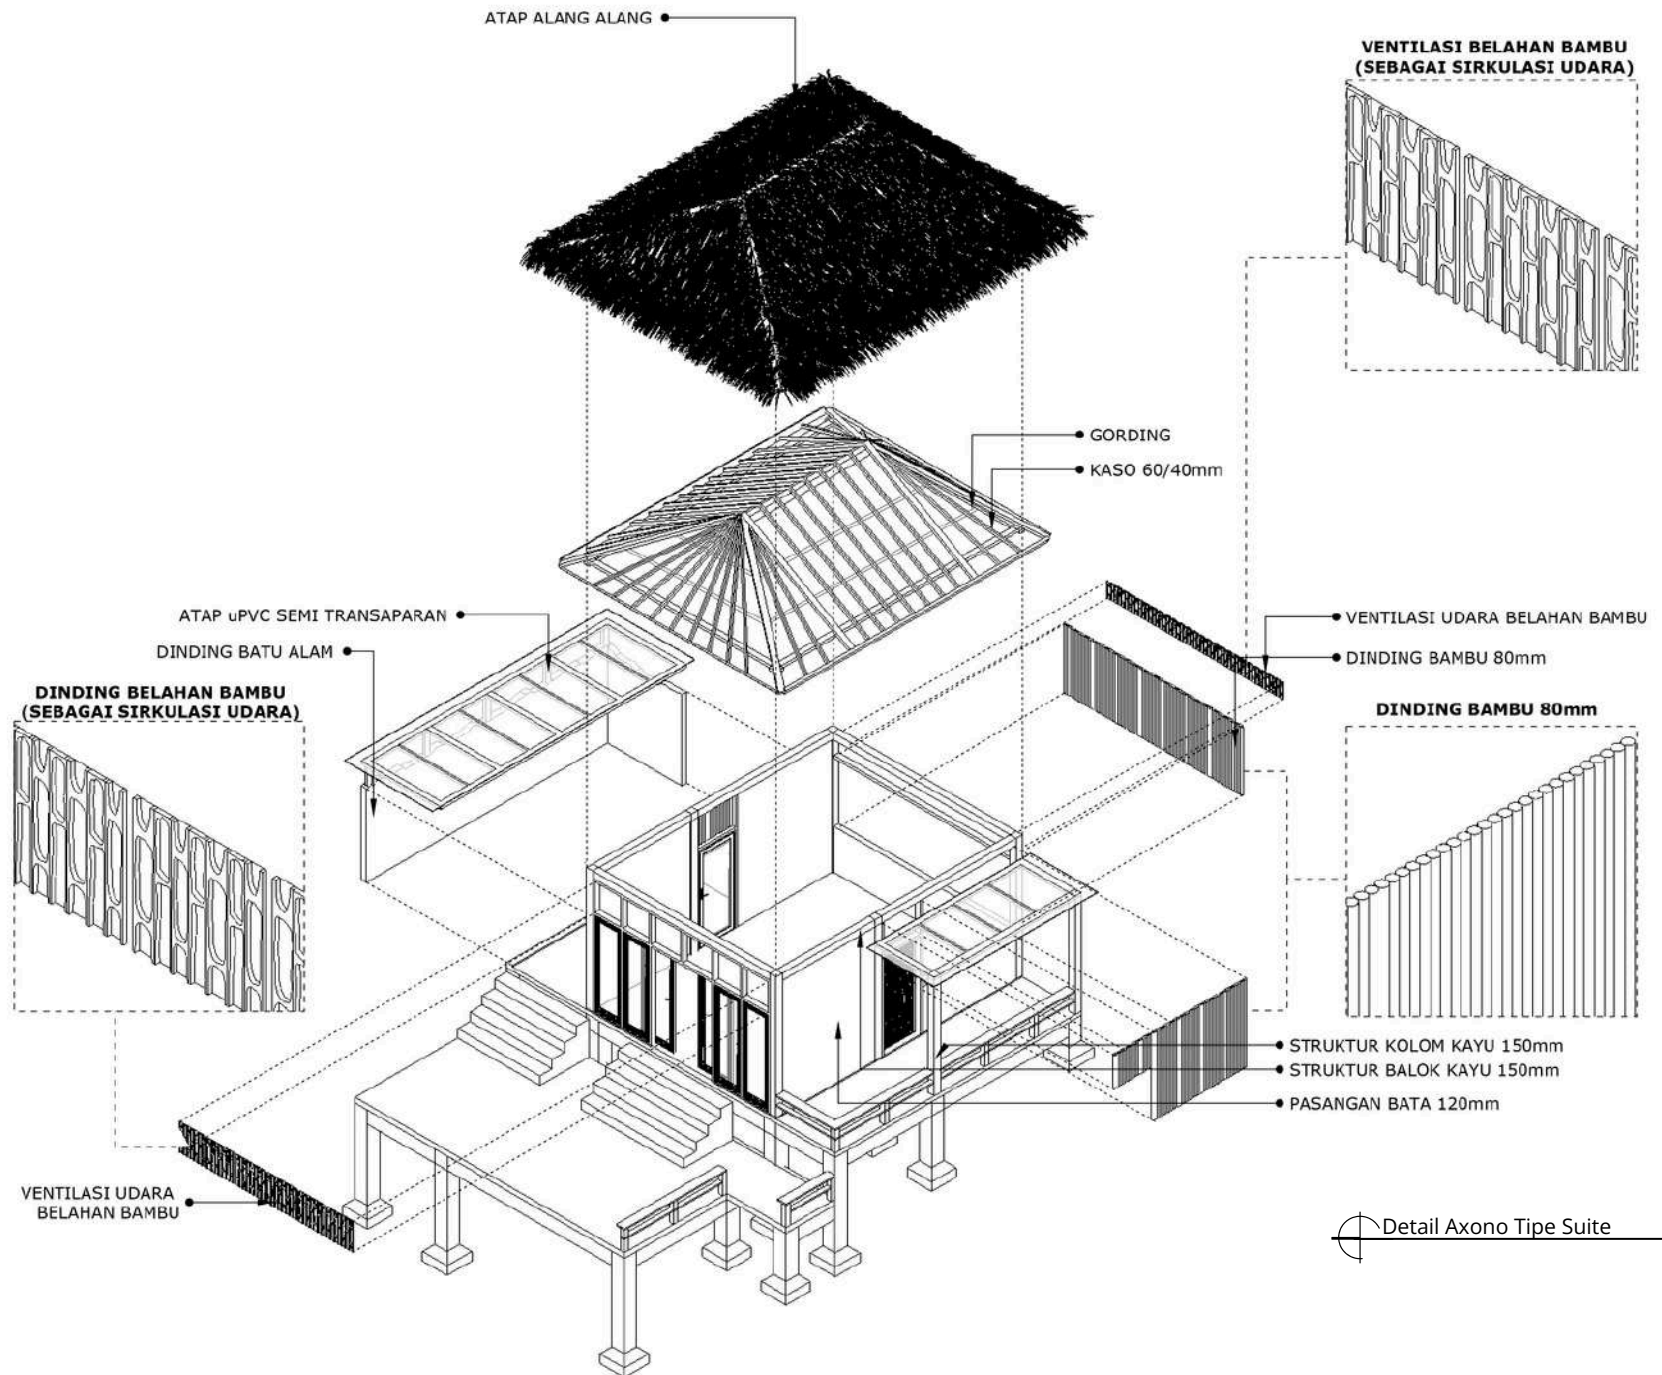 ATAP ALANG ALANG
VENTILASI BELAHAN BAMBU
(SEBAGAI SIRKULASI UDARA)
GORDING
KASO 60/40mm
ATAP uPVC SEMI TRANSAPARAN
DINDING BATU ALAM
VENTILASI UDARA BELAHAN BAMBU
DINDING BAMBU 80mm
DINDING BELAHAN BAMBU
(SEBAGAI SIRKULASI UDARA)
DINDING BAMBU 80mm
STRUKTUR KOLOM KAYU 150mm
STRUKTUR BALOK KAYU 150mm
PASANGAN BATA 120mm
VENTILASI UDARA
BELAHAN BAMBU
Detail Axono Tipe Suite